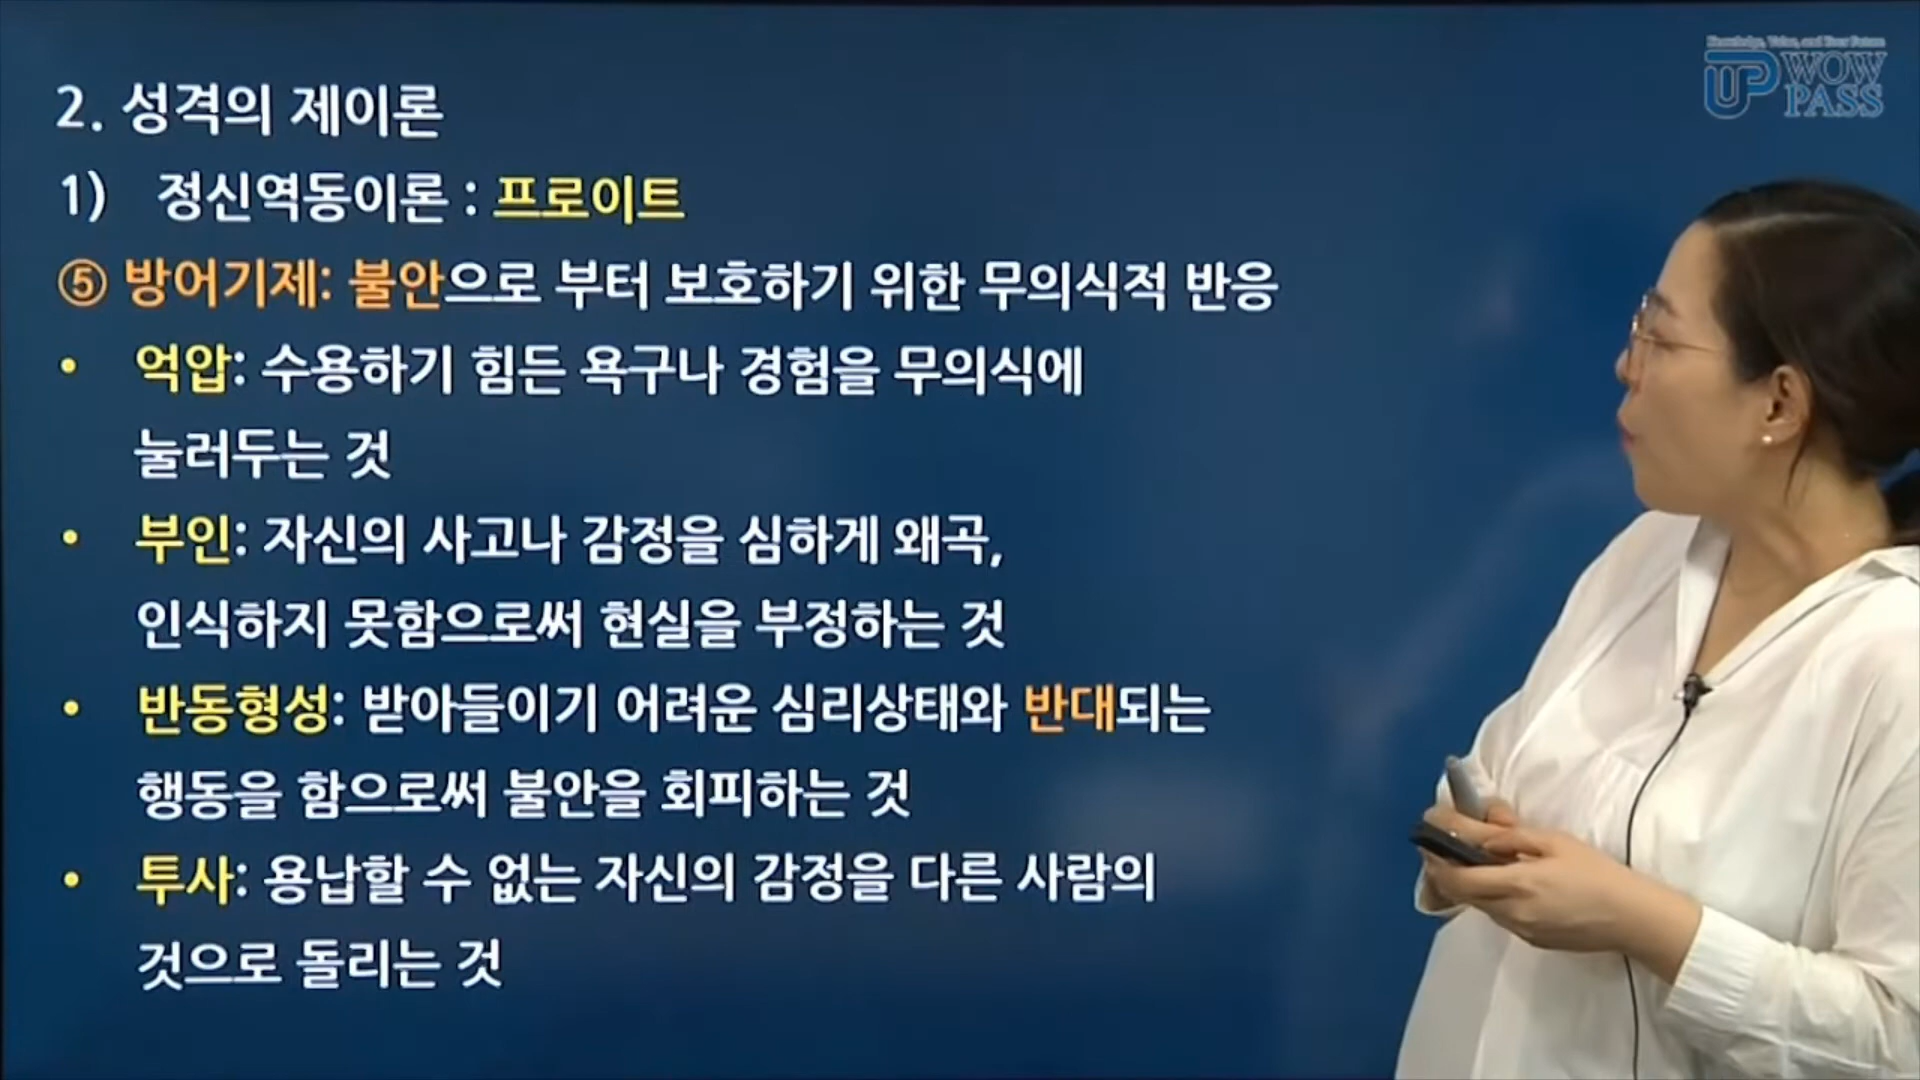 Knowledge, Value, and Your Future
UP WOW
PASS
2. 성격의 제이론
1) 정신역동이론 : 프로이트
⑤ 방어기제: 불안으로 부터 보호하기 위한 무의식적 반응
• 억압: 수용하기 힘든 욕구나 경험을 무의식에
눌러두는 것
• 부인: 자신의 사고나 감정을 심하게 왜곡,
인식하지 못함으로써 현실을 부정하는 것
• 반동형성: 받아들이기 어려운 심리상태와 반대되는
행동을 함으로써 불안을 회피하는 것
• 투사: 용납할 수 없는 자신의 감정을 다른 사람의
것으로 돌리는 것